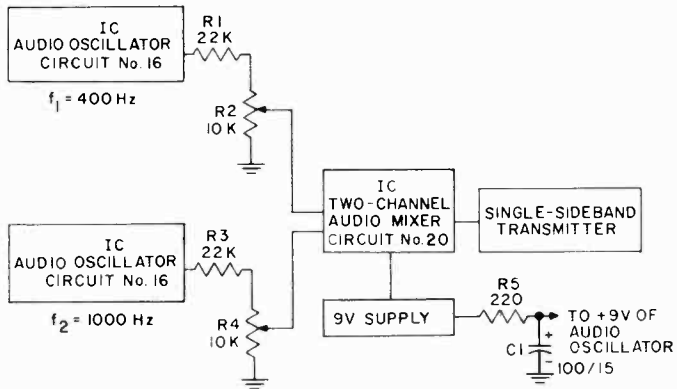 IC
AUDIO OSCILLATOR
CIRCUIT No. 16
f1 = 400 Hz
R1
22K
R2
10K
IC
TWO-CHANNEL
AUDIO MIXER
CIRCUIT No. 20
SINGLE-SIDEBAND
TRANSMITTER
IC
AUDIO OSCILLATOR
CIRCUIT No. 16
f2 = 1000 Hz
R3
22K
R4
10K
9V SUPPLY
R5
220
TO +9V OF
AUDIO
OSCILLATOR
+
C1
-
100/15